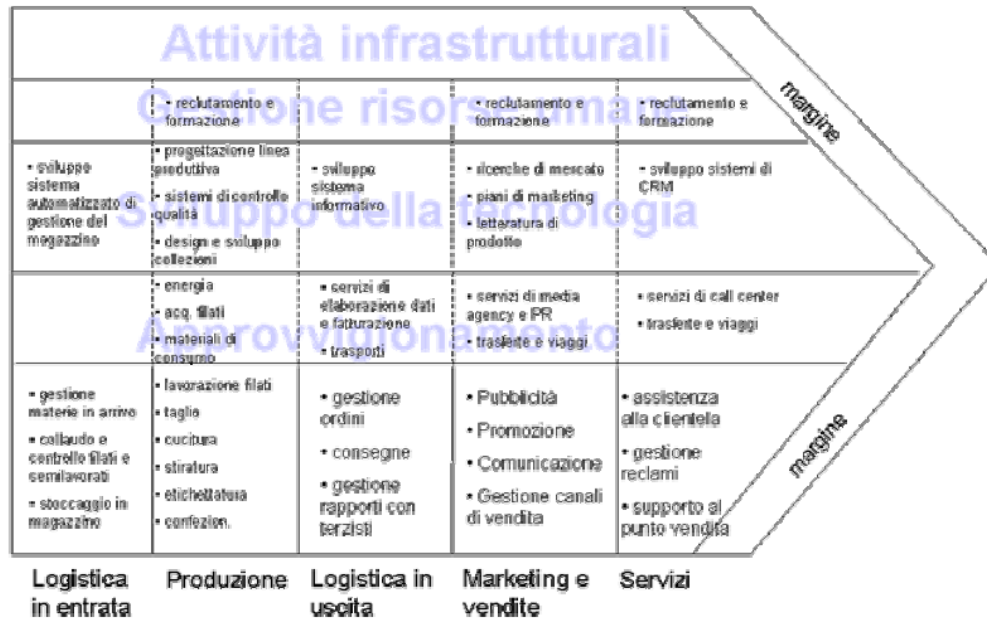 Attività infrastrutturali
margine
Gestione risorse umane
• reclutamento e
formazione
• reclutamento e
formazione
• reclutamento e
formazione
Sviluppo della tecnologia
• sviluppo
sistema
automatizzato di
gestione del
magazzino
• progettazione linea
produttiva
• sistemi di controllo
qualità
• design e sviluppo
collezioni
• sviluppo
sistema
informativo
• ricerche di mercato
• piani di marketing
• letteratura di
prodotto
• sviluppo sistemi di
CRM
Approvvigionamento
• energia
• acq. filati
• materiali di
consumo
• servizi di
elaborazione dati
e fatturazione
• trasporti
• servizi di media
agency e PR
• trasferte e viaggi
• servizi di call center
• trasferte e viaggi
• gestione
materie in arrivo
• collaudo e
controllo filati e
semilavorati
• stoccaggio in
magazzino
• lavorazione filati
• taglio
• cucitura
• stiratura
• etichettatura
• confezion.
• gestione
ordini
• consegne
• gestione
rapporti con
terzisti
• Pubblicità
• Promozione
• Comunicazione
• Gestione canali
di vendita
• assistenza
alla clientela
• gestione
reclami
• supporto al
punto vendita
margine
Logistica
in entrata
Produzione
Logistica in
uscita
Marketing e
vendite
Servizi